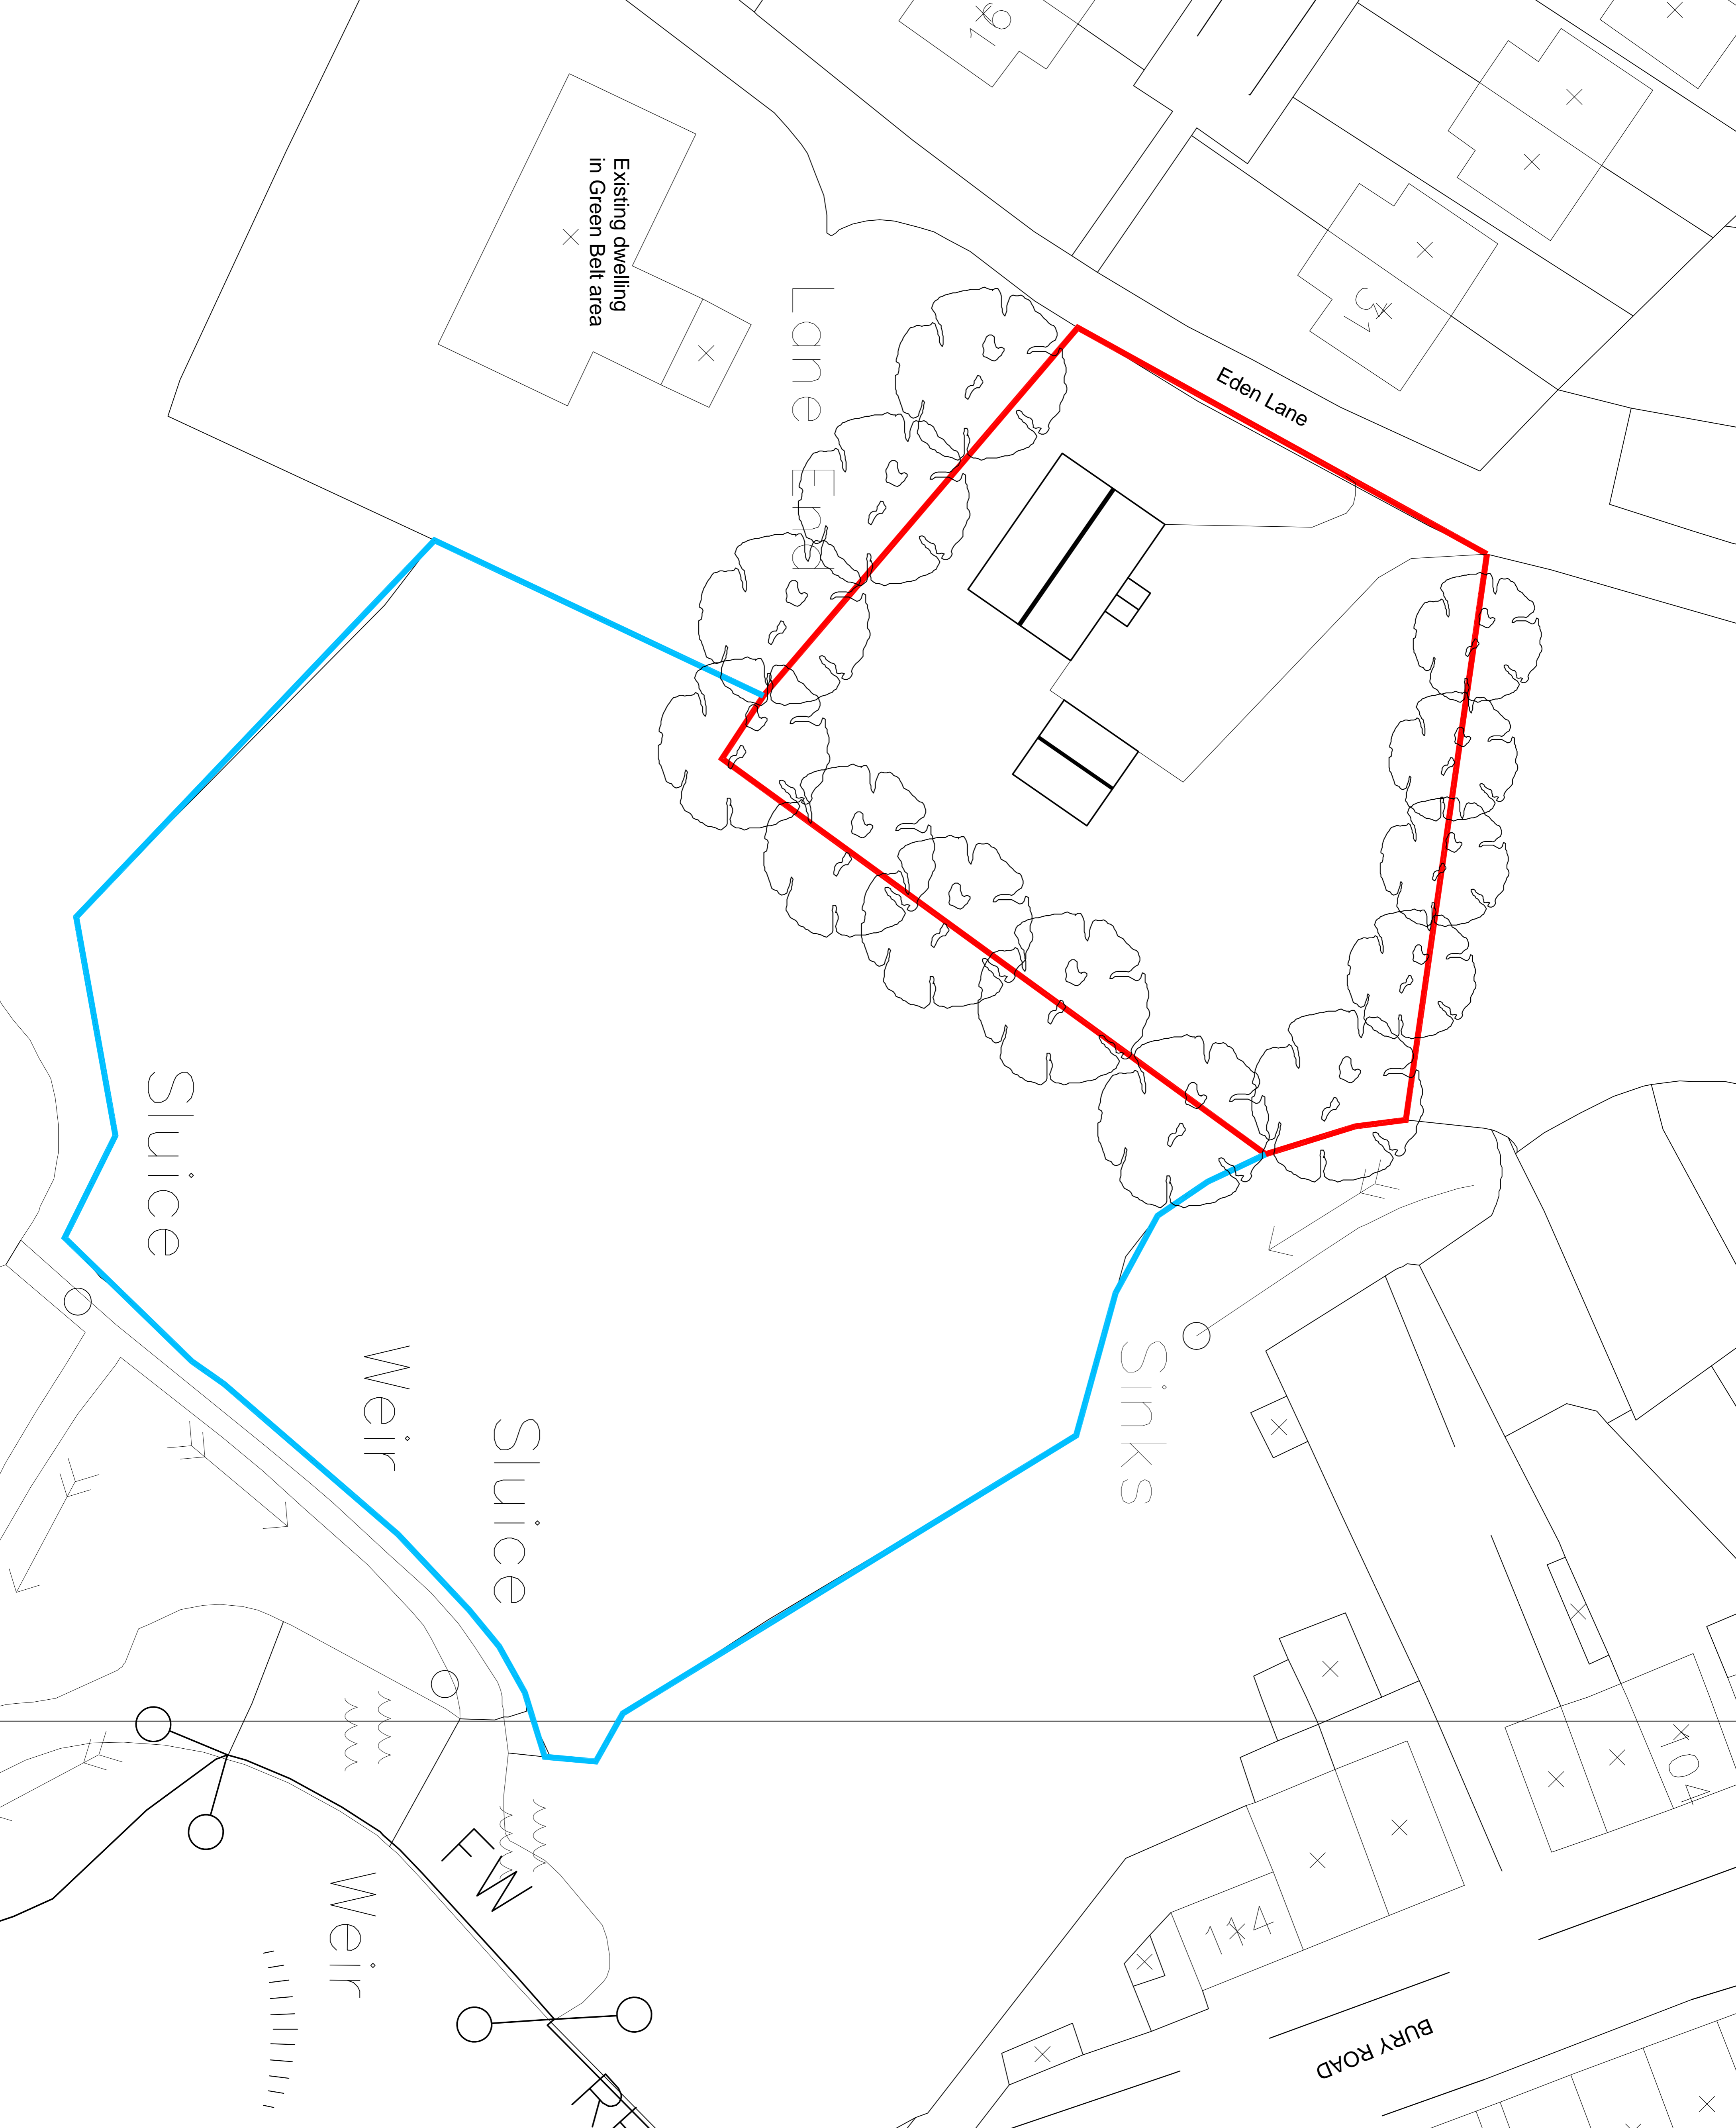 16
Existing dwelling
in Green Belt area
Lane End
31
Eden Lane
Sluice
Weir
Sluice
Sinks
104
FW
Weir
114
BURY ROAD